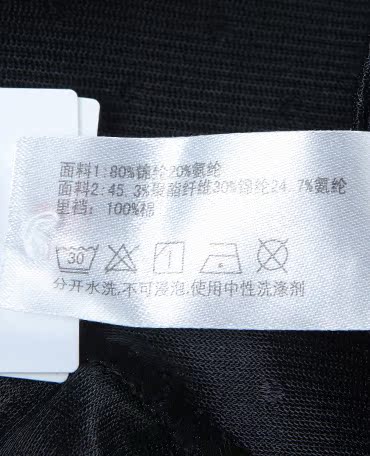 面料1:80%锦纶20%氨纶
面料2:45.3%聚酯纤维30%锦纶24.7%氨纶
里裆: 100%棉
30
分开水洗,不可浸泡,使用中性洗涤剂